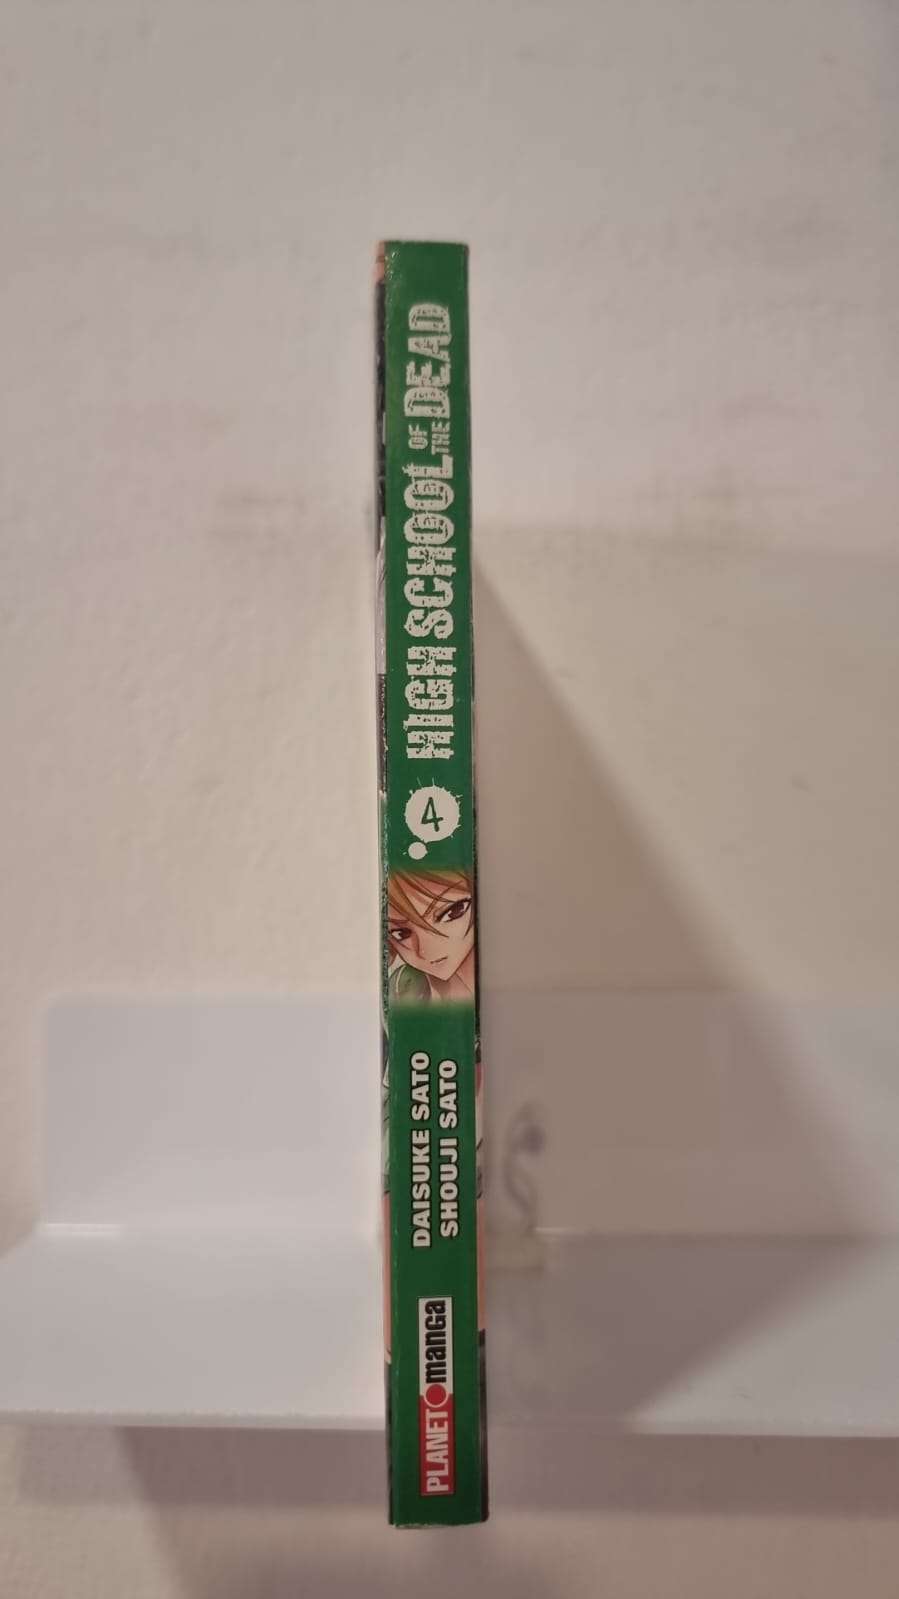 HIGH SCHOOL OF THE DEAD
4
DAISUKE SATO
SHOUJI SATO
PLANET manga